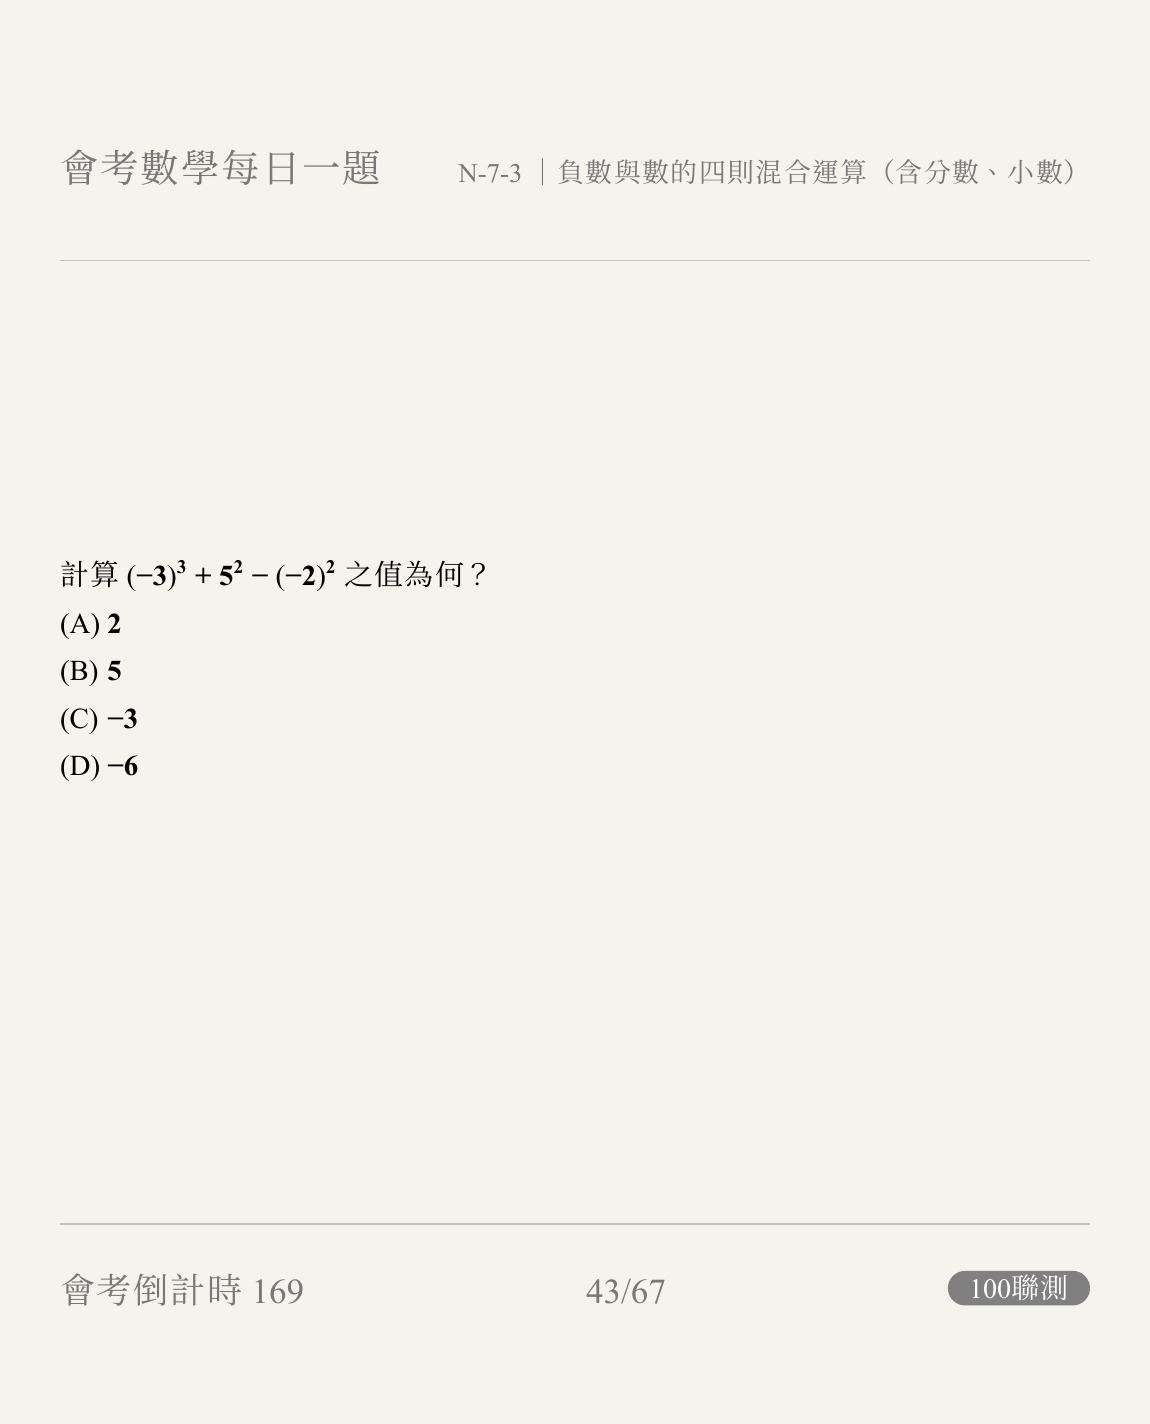 會考數學每日一題
N-7-3｜負數與數的四則混合運算（含分數、小數）
計算 (−3)³ + 5² − (−2)² 之值為何？
(A) 2
(B) 5
(C) −3
(D) −6
會考倒計時 169
43/67
100聯測